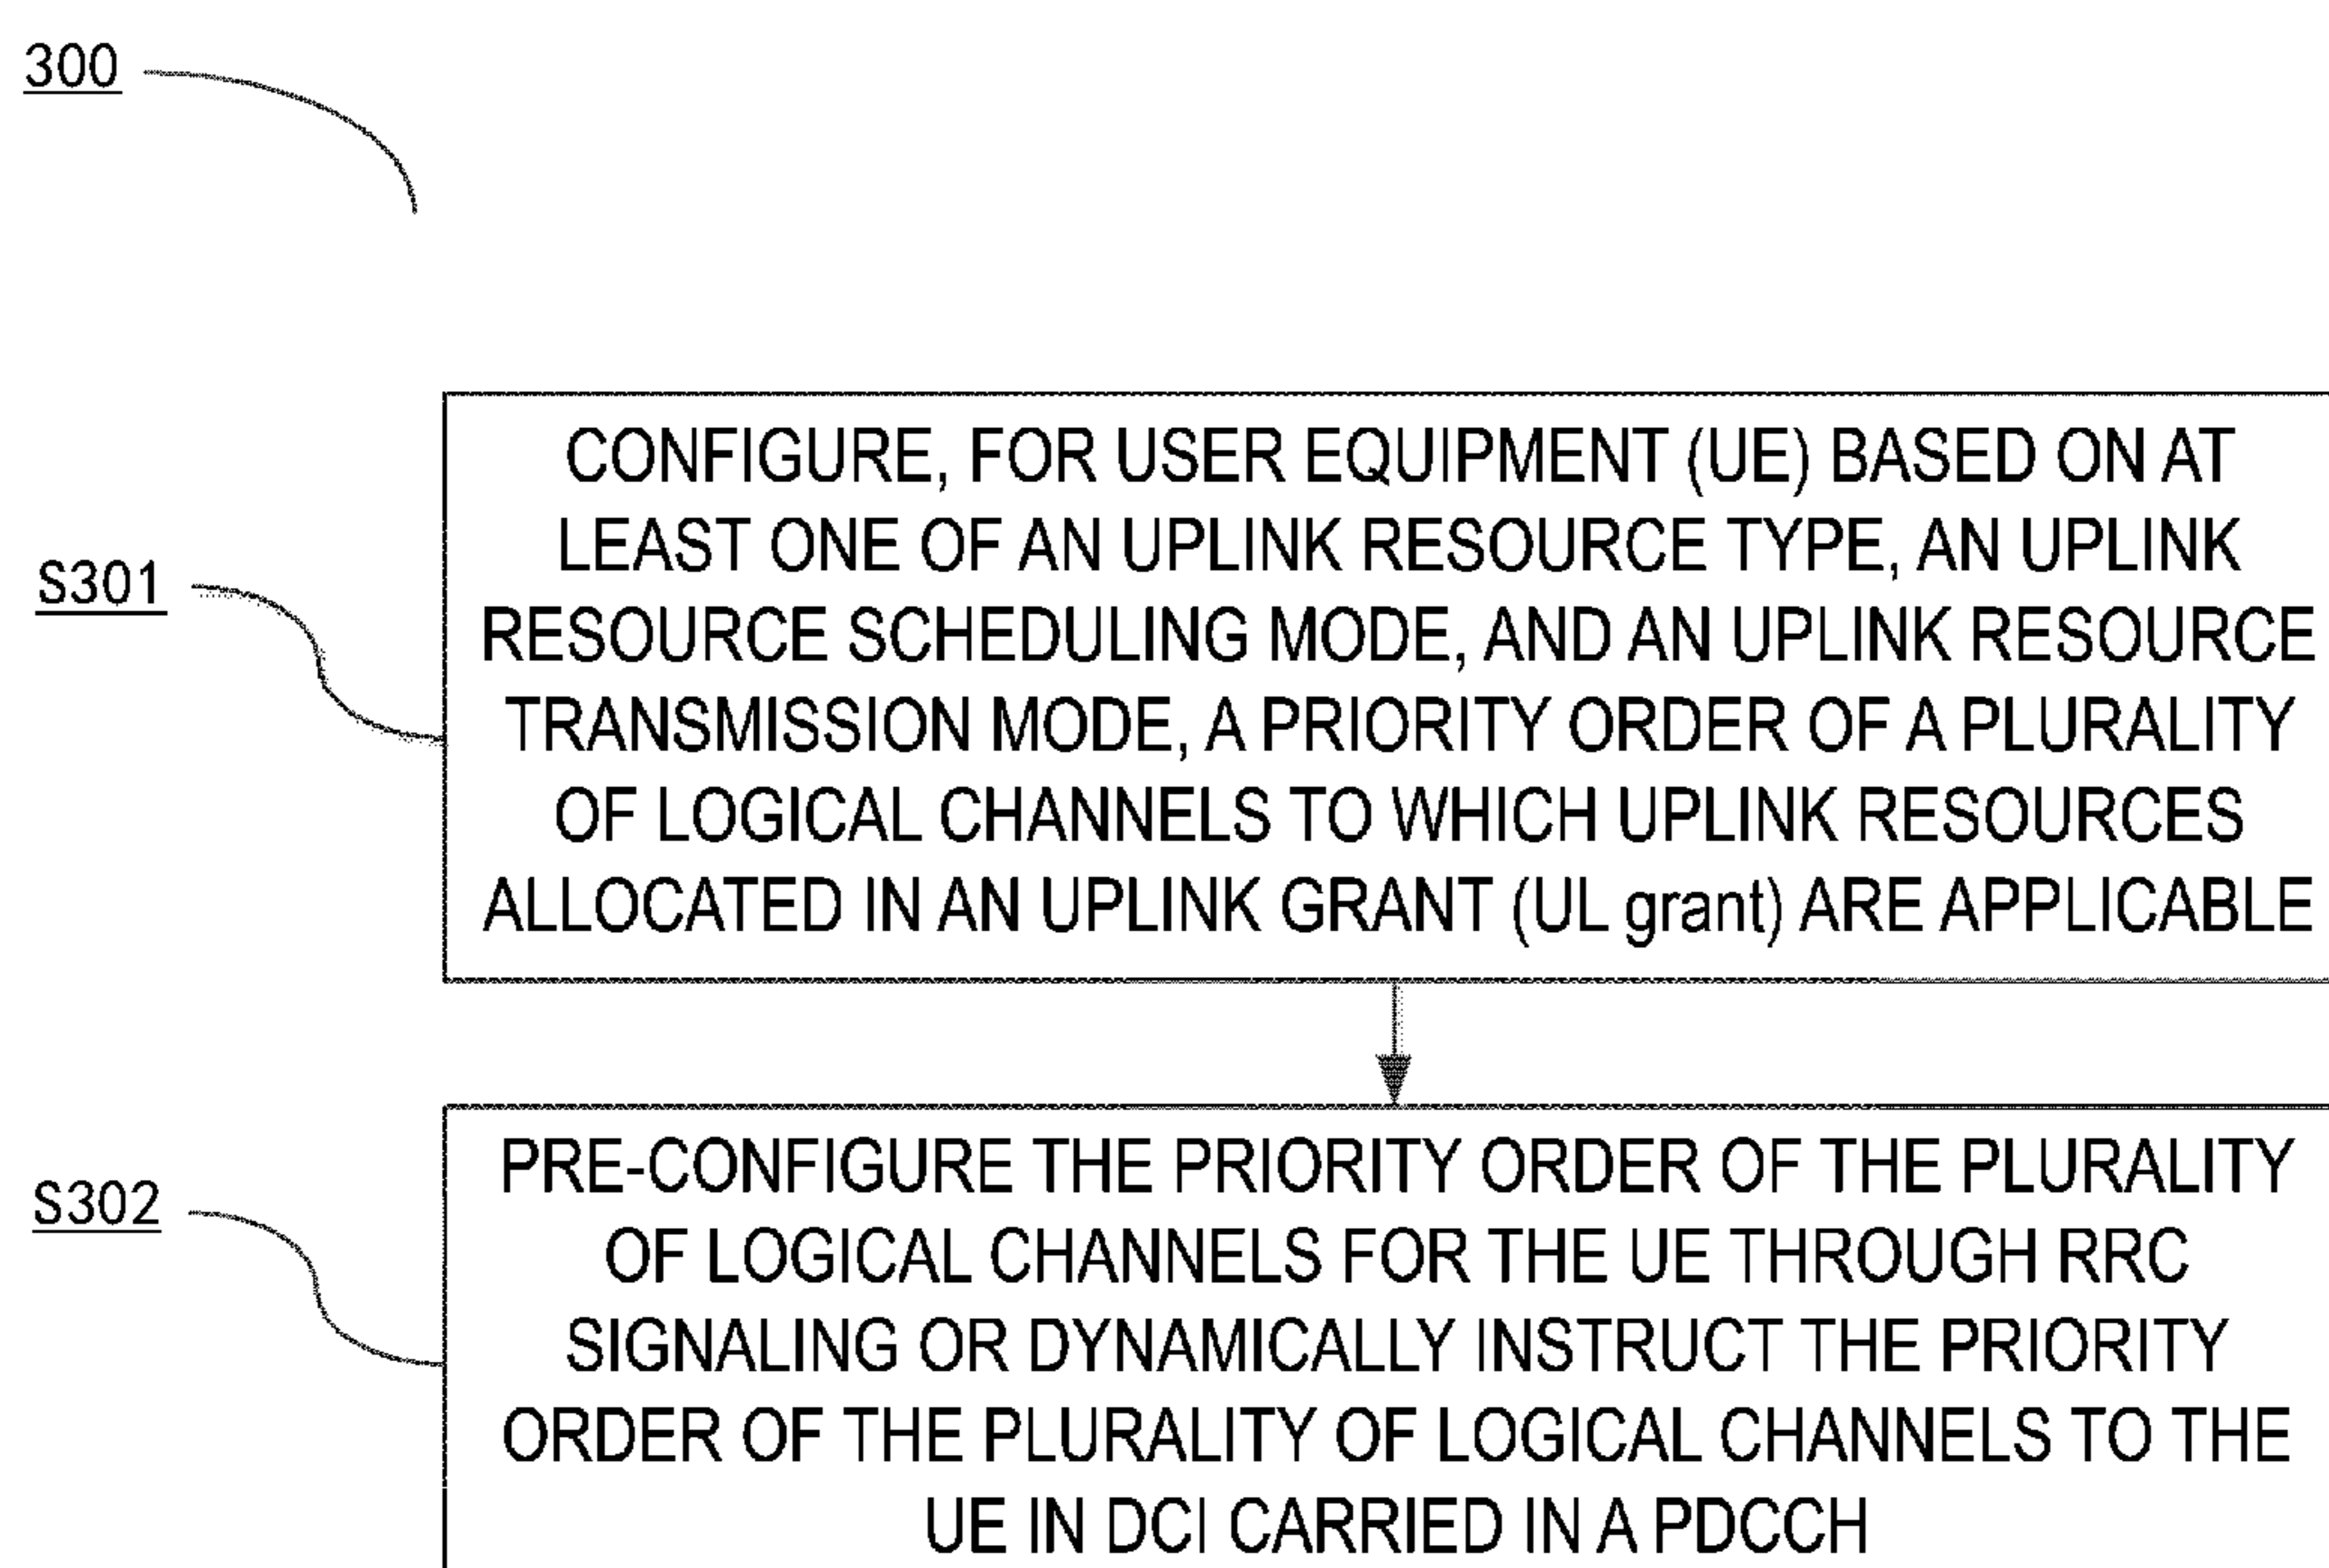 300
S301
CONFIGURE, FOR USER EQUIPMENT (UE) BASED ON AT
LEAST ONE OF AN UPLINK RESOURCE TYPE, AN UPLINK
RESOURCE SCHEDULING MODE, AND AN UPLINK RESOURCE
TRANSMISSION MODE, A PRIORITY ORDER OF A PLURALITY
OF LOGICAL CHANNELS TO WHICH UPLINK RESOURCES
ALLOCATED IN AN UPLINK GRANT (UL grant) ARE APPLICABLE
S302
PRE-CONFIGURE THE PRIORITY ORDER OF THE PLURALITY
OF LOGICAL CHANNELS FOR THE UE THROUGH RRC
SIGNALING OR DYNAMICALLY INSTRUCT THE PRIORITY
ORDER OF THE PLURALITY OF LOGICAL CHANNELS TO THE
UE IN DCI CARRIED IN A PDCCH